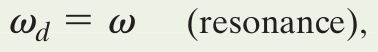 ω_d = ω (resonance),